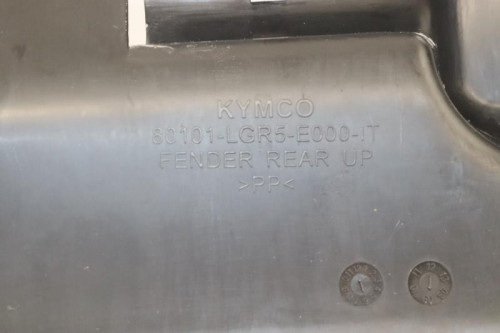 KYMCO
80101-LGR5-E000-IT
FENDER REAR UP
>PP<